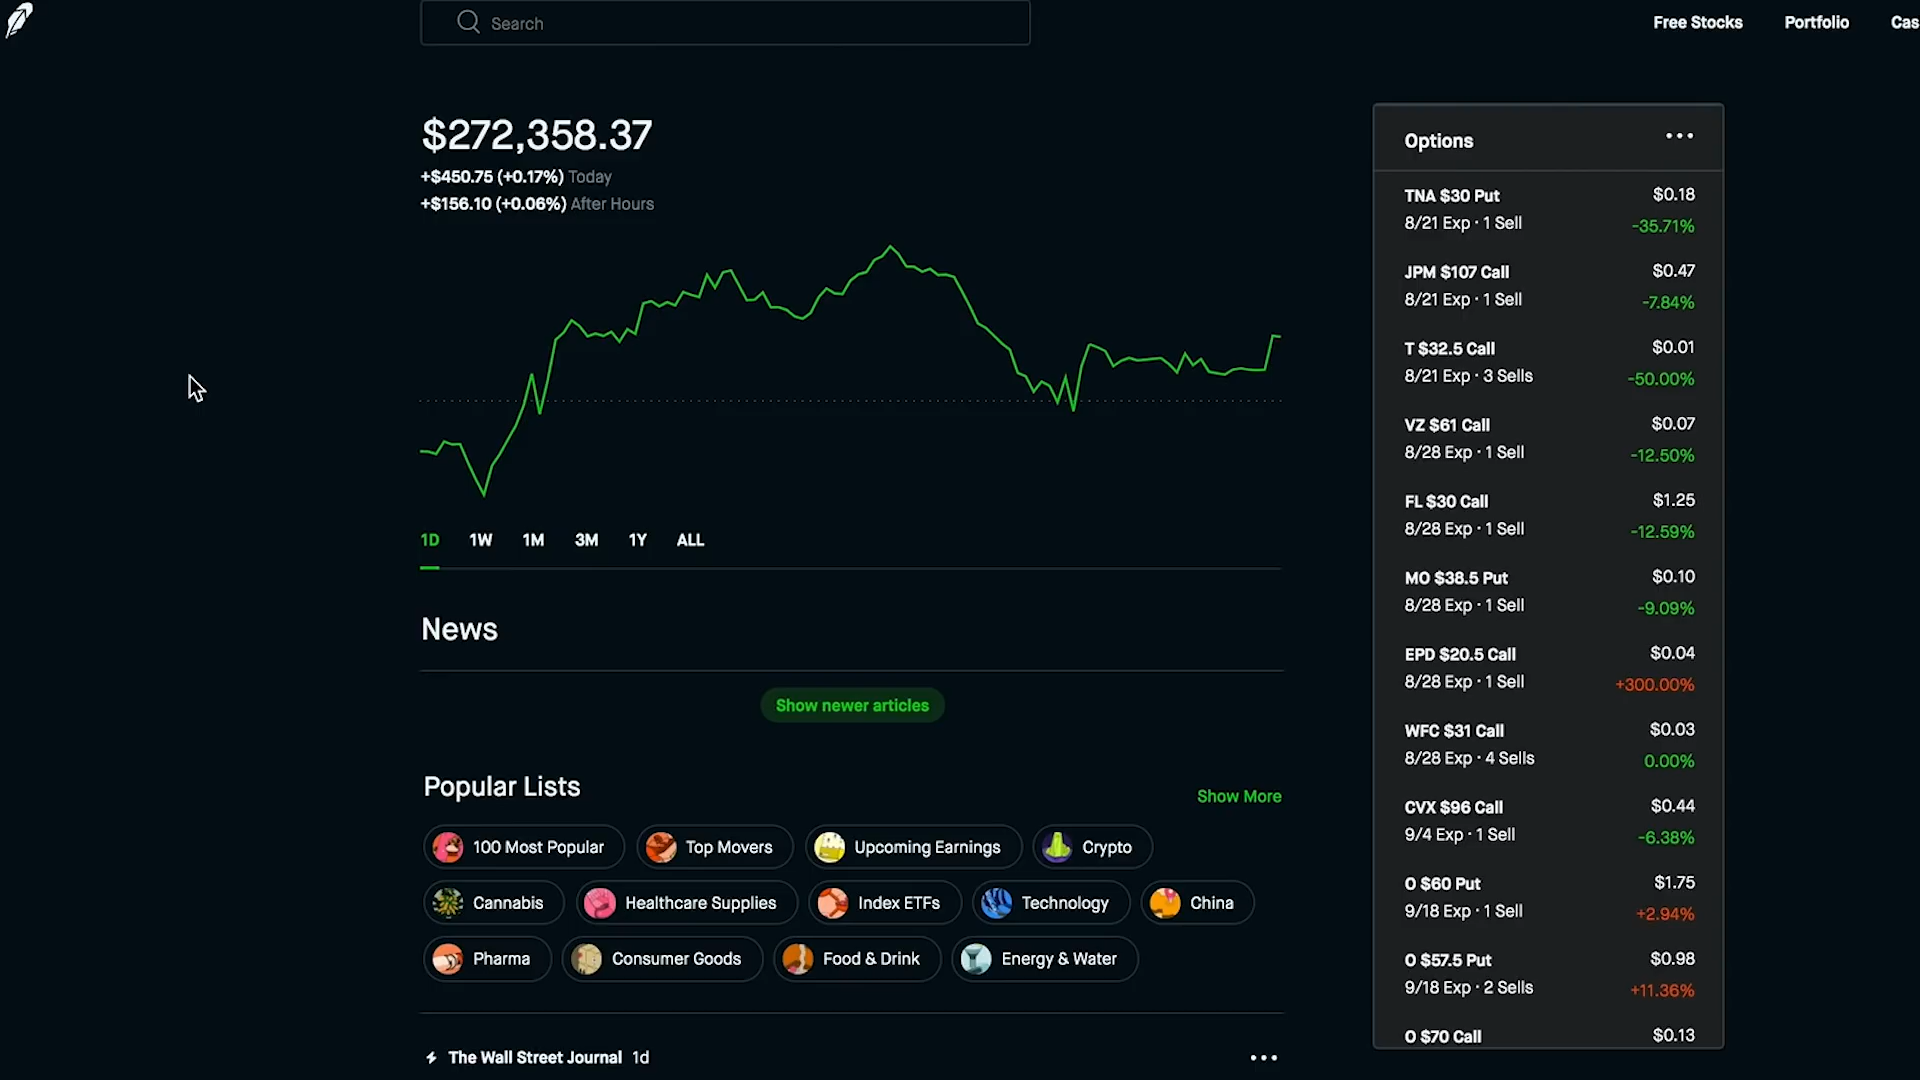 Search
Free Stocks
Portfolio
Cas
$272,358.37
+$450.75 (+0.17%) Today
+$156.10 (+0.06%) After Hours
1D 1W 1M 3M 1Y ALL
News
Show newer articles
Popular Lists
Show More
100 Most Popular
Top Movers
Upcoming Earnings
Crypto
Cannabis
Healthcare Supplies
Index ETFs
Technology
China
Pharma
Consumer Goods
Food & Drink
Energy & Water
The Wall Street Journal 1d
Options
TNA $30 Put $0.18
8/21 Exp · 1 Sell -35.71%
JPM $107 Call $0.47
8/21 Exp · 1 Sell -7.84%
T $32.5 Call $0.01
8/21 Exp · 3 Sells -50.00%
VZ $61 Call $0.07
8/28 Exp · 1 Sell -12.50%
FL $30 Call $1.25
8/28 Exp · 1 Sell -12.59%
MO $38.5 Put $0.10
8/28 Exp · 1 Sell -9.09%
EPD $20.5 Call $0.04
8/28 Exp · 1 Sell +300.00%
WFC $31 Call $0.03
8/28 Exp · 4 Sells 0.00%
CVX $96 Call $0.44
9/4 Exp · 1 Sell -6.38%
O $60 Put $1.75
9/18 Exp · 1 Sell +2.94%
O $57.5 Put $0.98
9/18 Exp · 2 Sells +11.36%
O $70 Call $0.13